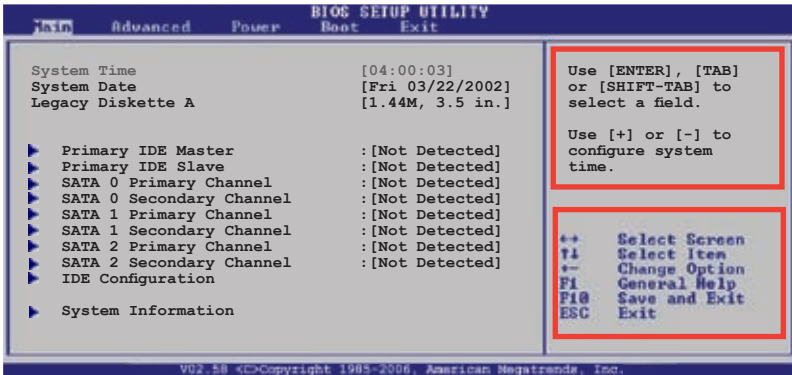 BIOS SETUP UTILITY
Main Advanced Power Boot Exit
System Time [04:00:03]
System Date [Fri 03/22/2002]
Legacy Diskette A [1.44M, 3.5 in.]
Primary IDE Master :[Not Detected]
Primary IDE Slave :[Not Detected]
SATA 0 Primary Channel :[Not Detected]
SATA 0 Secondary Channel :[Not Detected]
SATA 1 Primary Channel :[Not Detected]
SATA 1 Secondary Channel :[Not Detected]
SATA 2 Primary Channel :[Not Detected]
SATA 2 Secondary Channel :[Not Detected]
IDE Configuration
System Information
Use [ENTER], [TAB]
or [SHIFT-TAB] to
select a field.
Use [+] or [-] to
configure system
time.
←→ Select Screen
↑↓ Select Item
+- Change Option
F1 General Help
F10 Save and Exit
ESC Exit
V02.58 <C>Copyright 1985-2006, American Megatrends, Inc.